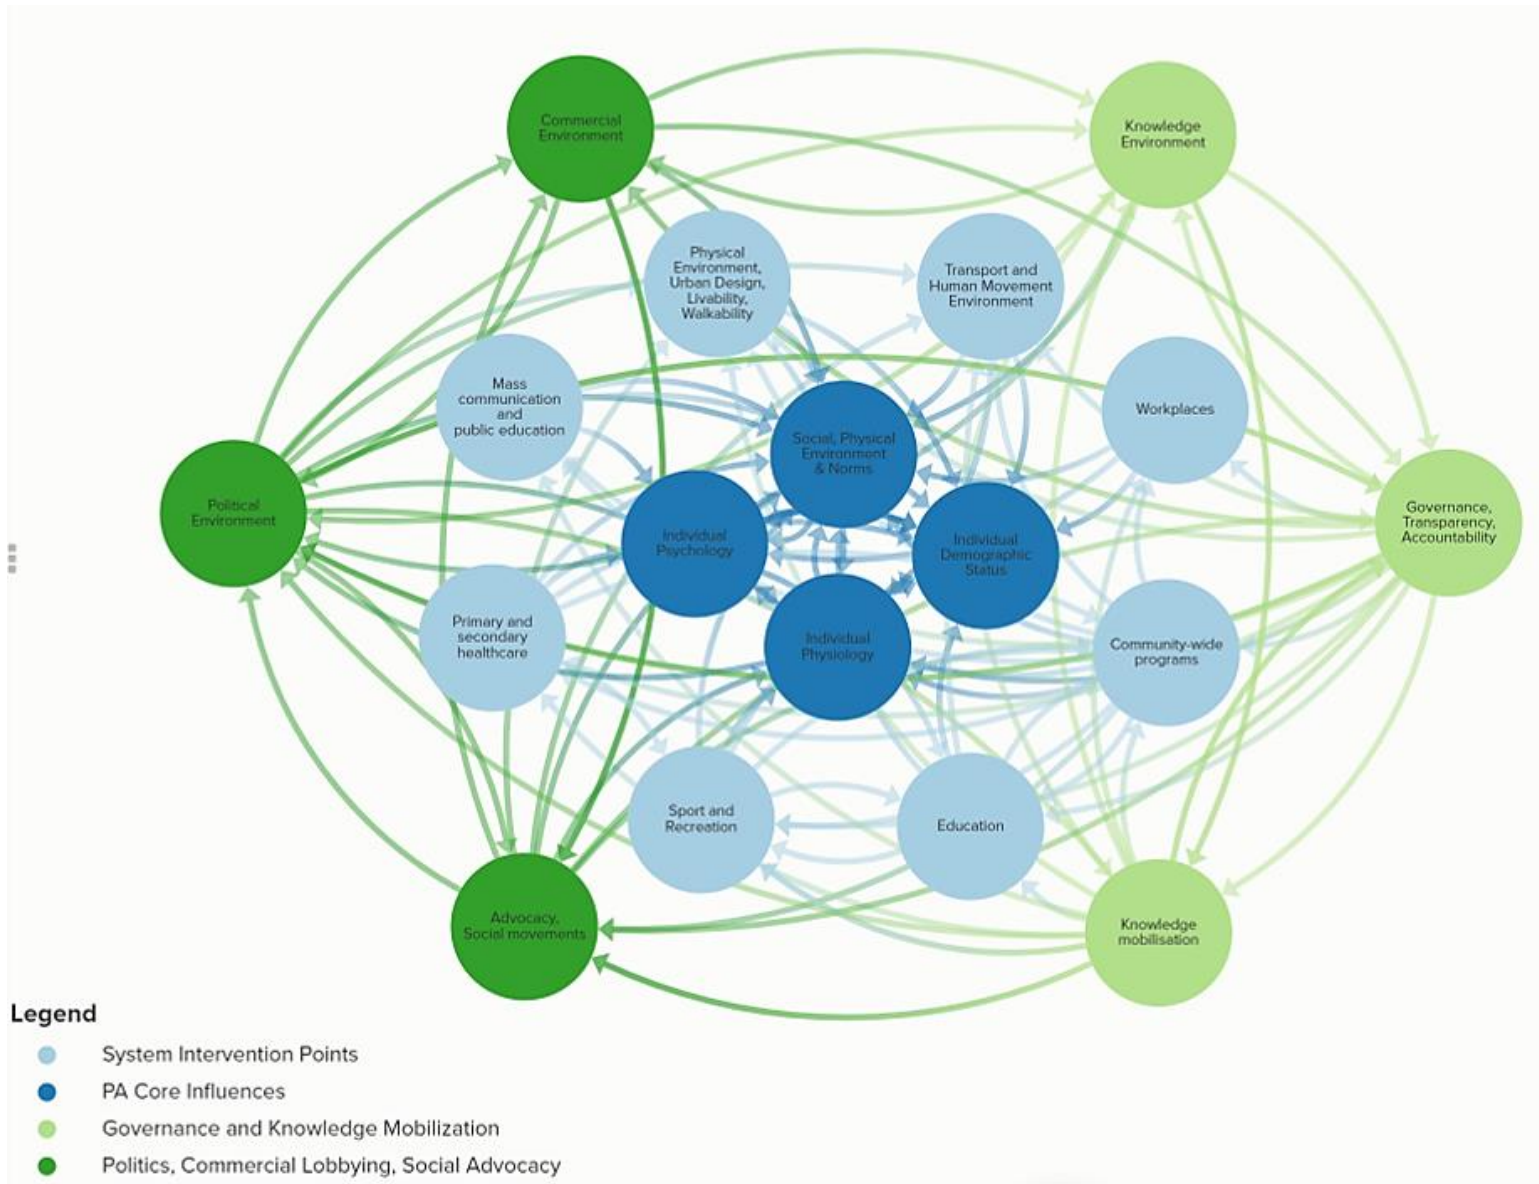 Commercial
Environment
Knowledge
Environment
Physical
Environment,
Urban Design,
Livability,
Walkability
Transport and
Human Movement
Environment
Mass
communication
and
public education
Workplaces
Social, Physical
Environment
& Norms
Political
Environment
Individual
Psychology
Individual
Demographic
Status
Governance,
Transparency,
Accountability
Primary and
secondary
healthcare
Individual
Physiology
Community-wide
programs
Sport and
Recreation
Education
Advocacy,
Social movements
Knowledge
mobilisation
Legend
System Intervention Points
PA Core Influences
Governance and Knowledge Mobilization
Politics, Commercial Lobbying, Social Advocacy